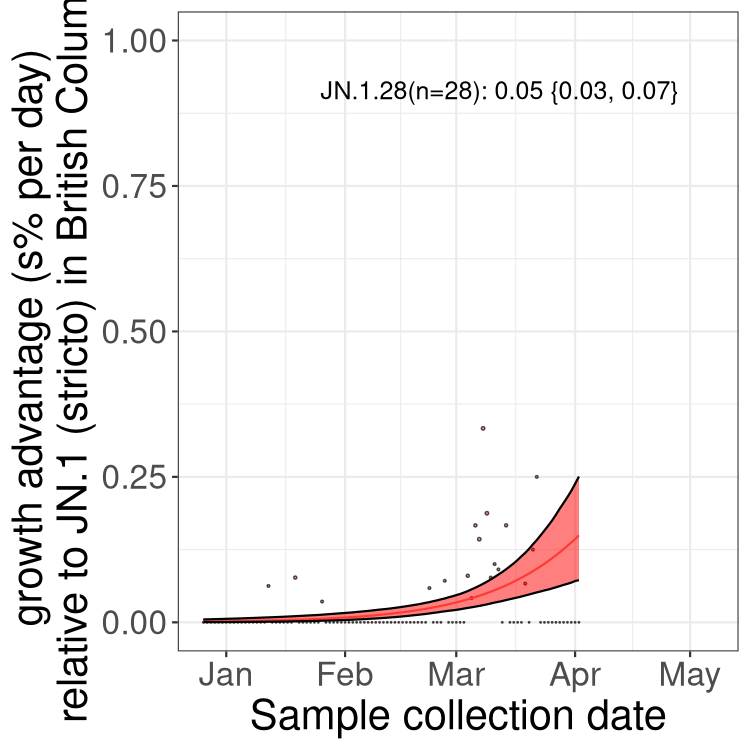 growth advantage (s% per day)
relative to JN.1 (stricto) in British Colum
1.00
0.75
0.50
0.25
0.00
JN.1.28(n=28): 0.05 {0.03, 0.07}
Jan Feb Mar Apr May
Sample collection date